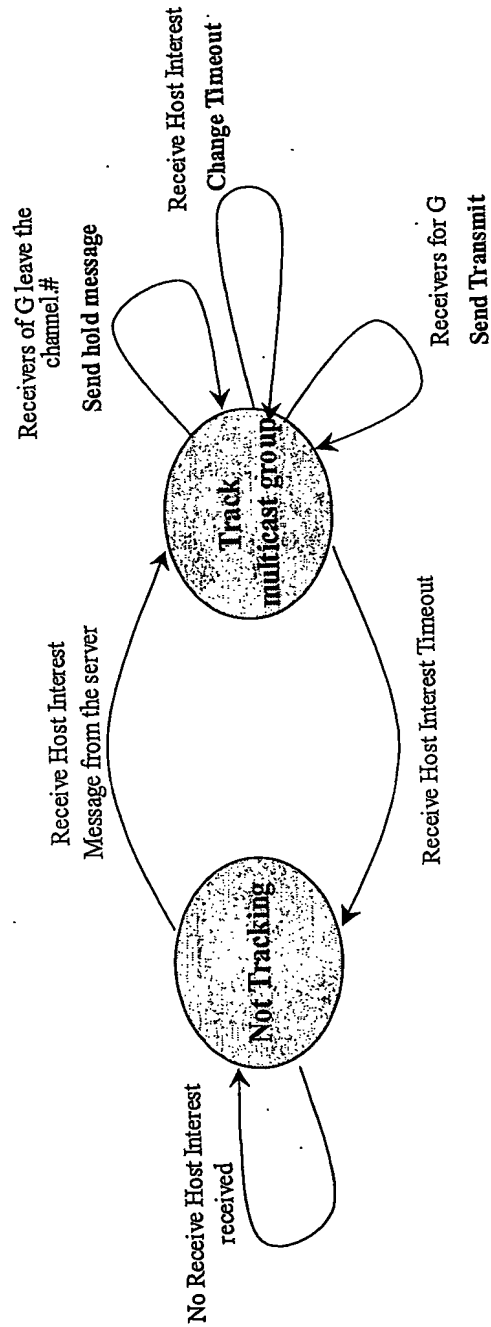 No Receive Host Interest
received
Not Tracking
Receive Host Interest
Message from the server
Receive Host Interest Timeout
Track
multicast group
Receivers of G leave the
channel.#
Send hold message
Receive Host Interest
Change Timeout
Receivers for G
Send Transmit